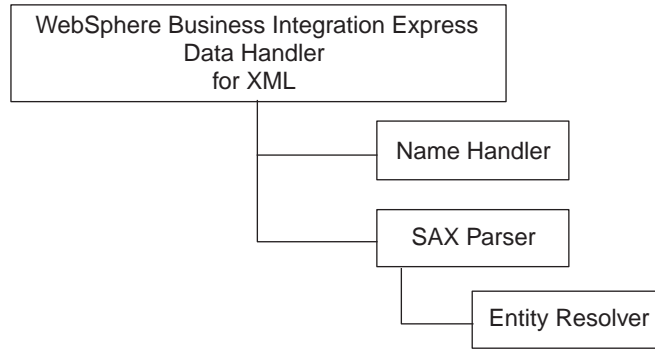 WebSphere Business Integration Express
Data Handler
for XML
Name Handler
SAX Parser
Entity Resolver